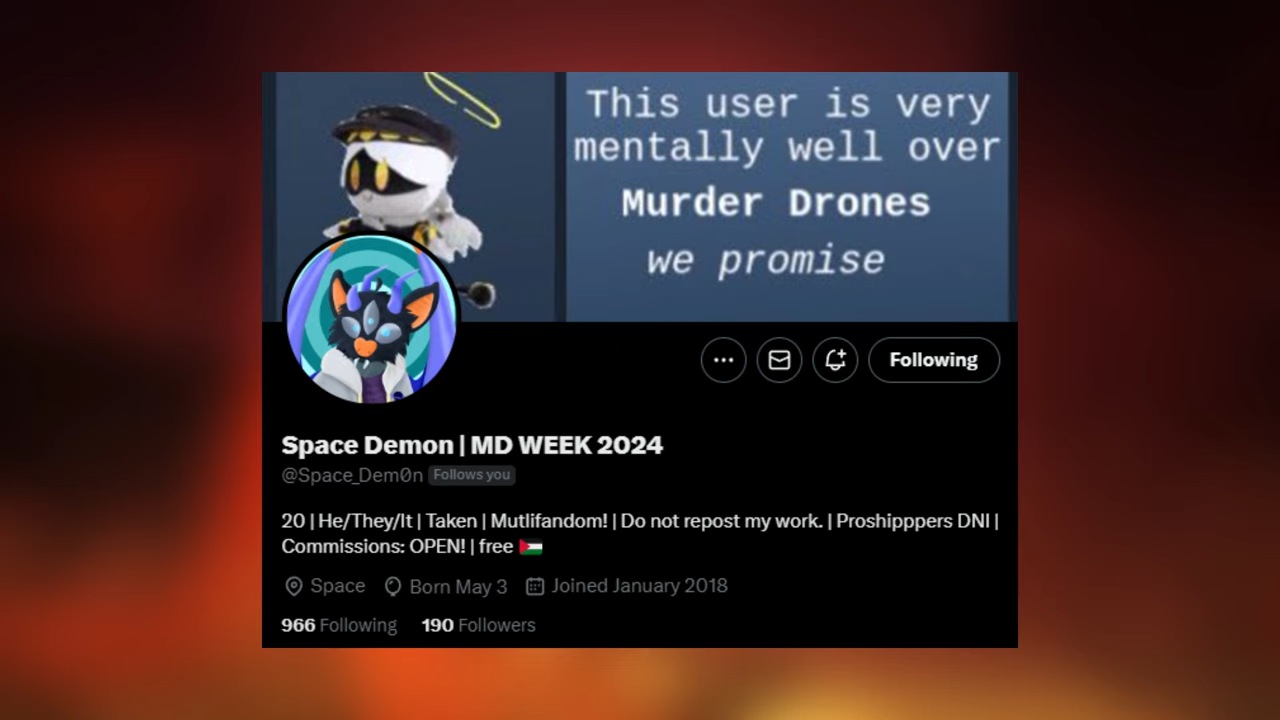 This user is very
mentally well over
Murder Drones
we promise
Following
Space Demon | MD WEEK 2024
@Space_Dem0n Follows you
20 | He/They/It | Taken | Mutlifandom! | Do not repost my work. | Proshipppers DNI |
Commissions: OPEN! | free 🇵🇸
Space Born May 3 Joined January 2018
966 Following 190 Followers